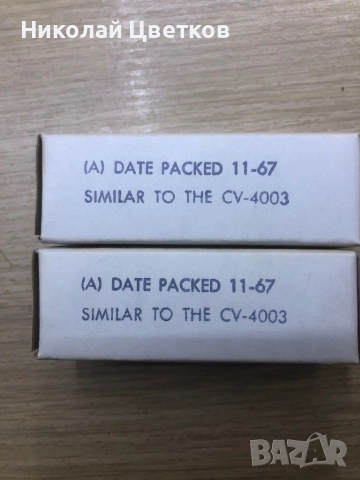 Николай Цветков
(A) DATE PACKED 11-67
SIMILAR TO THE CV-4003
(A) DATE PACKED 11-67
SIMILAR TO THE CV-4003
BAZAR